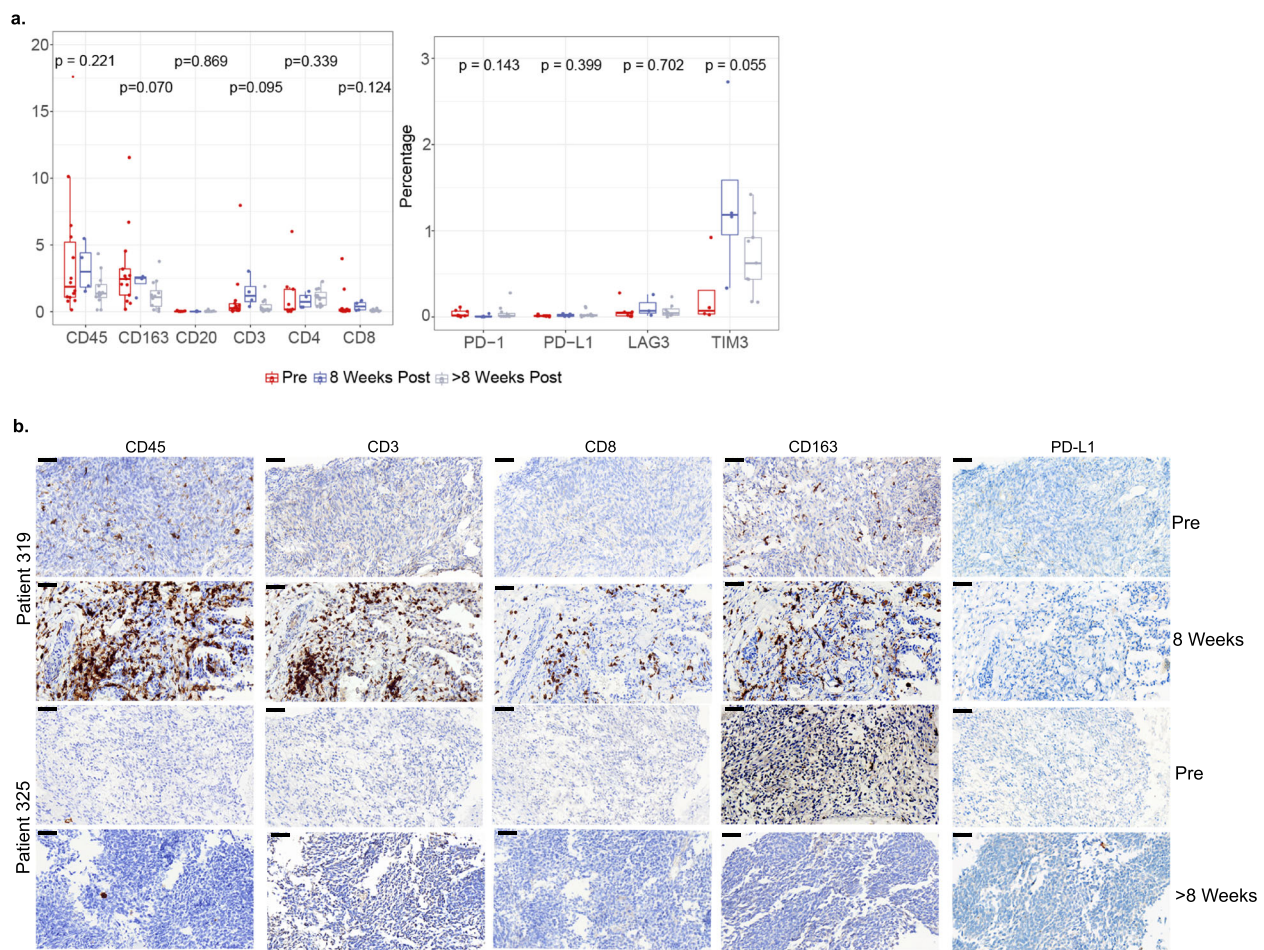 a.
20
15
10
5
0
p = 0.221
p=0.869
p=0.339
p=0.070
p=0.095
p=0.124
CD45 CD163 CD20 CD3 CD4 CD8
Percentage
3
2
1
0
p = 0.143 p = 0.399 p = 0.702 p = 0.055
PD−1 PD−L1 LAG3 TIM3
Pre 8 Weeks Post >8 Weeks Post
b.
CD45 CD3 CD8 CD163 PD-L1
Patient 319
Pre
8 Weeks
Patient 325
Pre
>8 Weeks